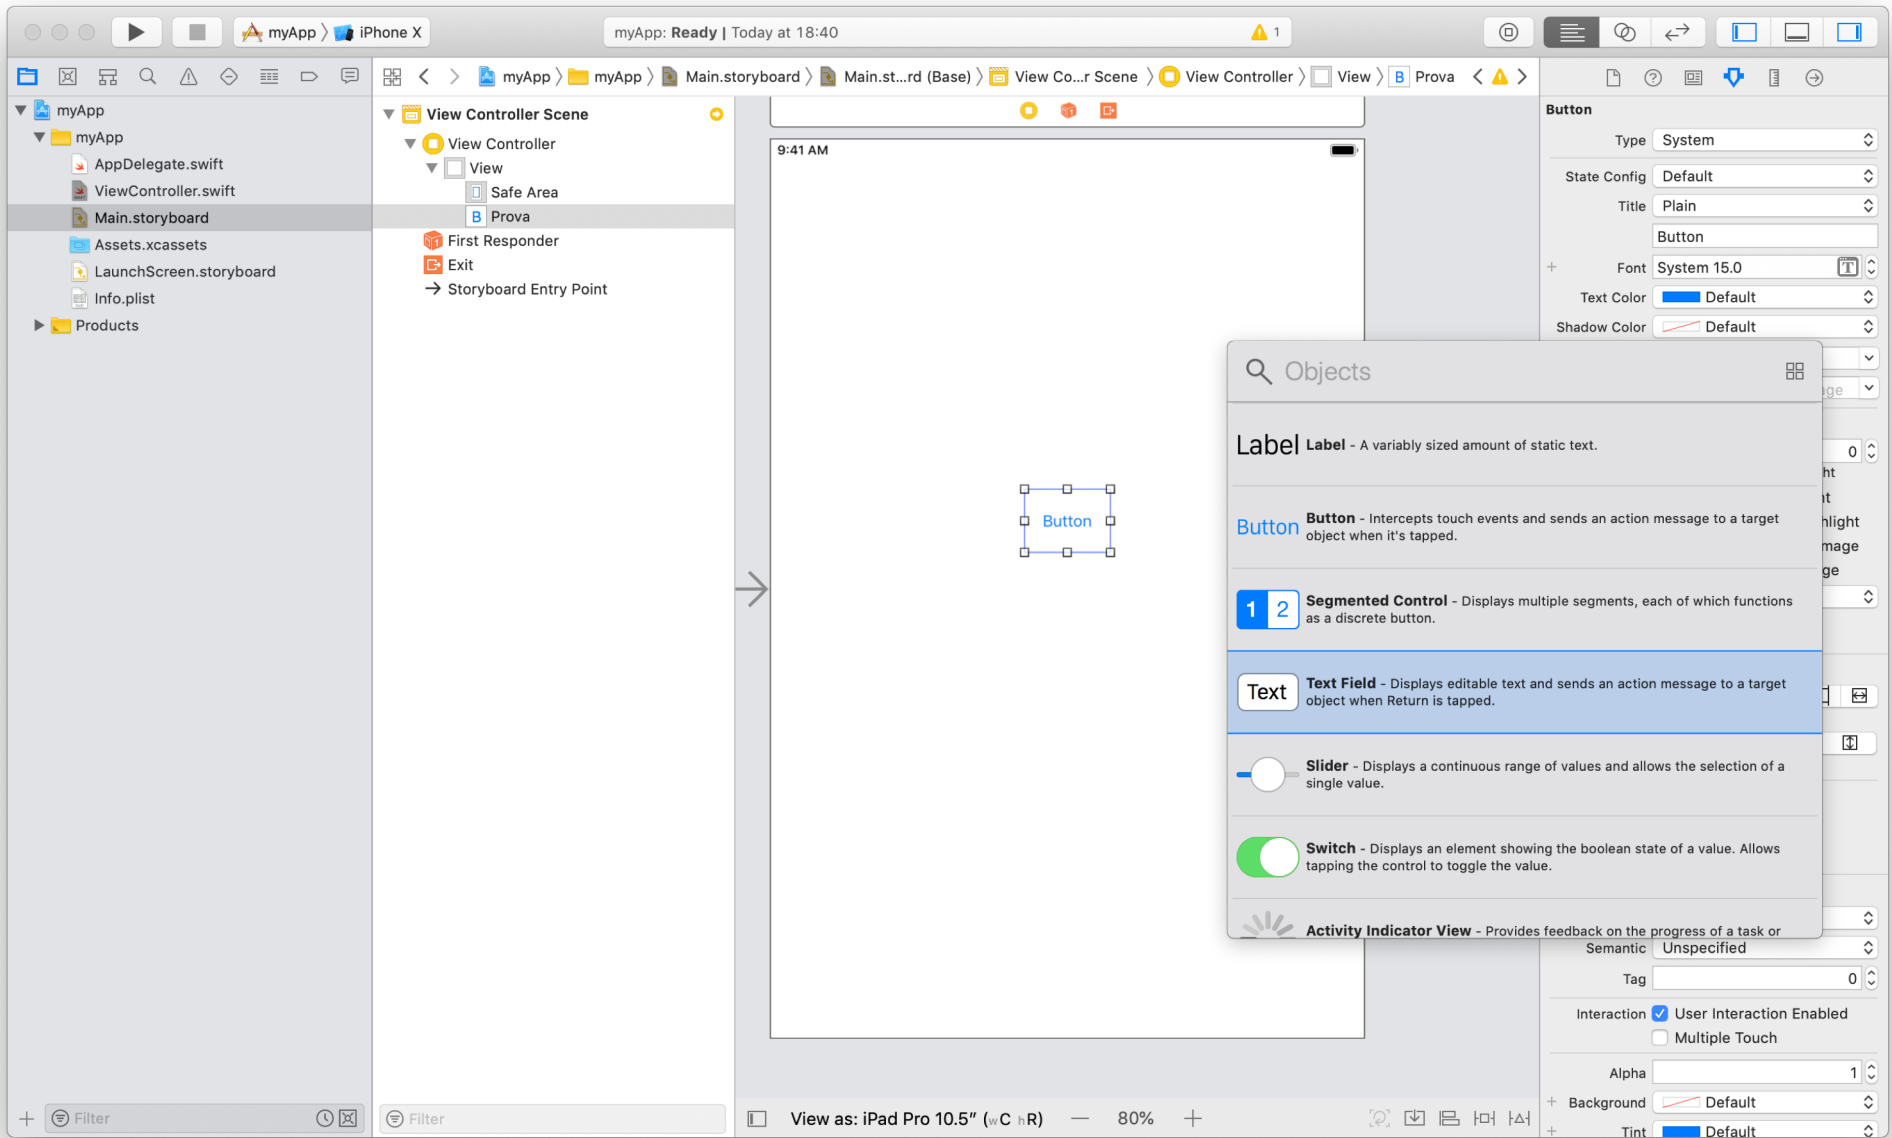 myApp iPhone X
myApp: Ready | Today at 18:40
1
myApp myApp Main.storyboard Main.st...rd (Base) View Co...r Scene View Controller View B Prova
myApp
myApp
AppDelegate.swift
ViewController.swift
Main.storyboard
Assets.xcassets
LaunchScreen.storyboard
Info.plist
Products
Filter
View Controller Scene
View Controller
View
Safe Area
B Prova
First Responder
Exit
Storyboard Entry Point
Filter
9:41 AM
Button
View as: iPad Pro 10.5” (wC hR)
80%
Objects
Label Label - A variably sized amount of static text.
Button Button - Intercepts touch events and sends an action message to a target
object when it's tapped.
1 2 Segmented Control - Displays multiple segments, each of which functions
as a discrete button.
Text Text Field - Displays editable text and sends an action message to a target
object when Return is tapped.
Slider - Displays a continuous range of values and allows the selection of a
single value.
Switch - Displays an element showing the boolean state of a value. Allows
tapping the control to toggle the value.
Activity Indicator View - Provides feedback on the progress of a task or
Button
Type System
State Config Default
Title Plain
Button
Font System 15.0 T
Text Color Default
Shadow Color Default
0
Semantic Unspecified
Tag 0
Interaction User Interaction Enabled
Multiple Touch
Alpha 1
Background Default
Tint Default